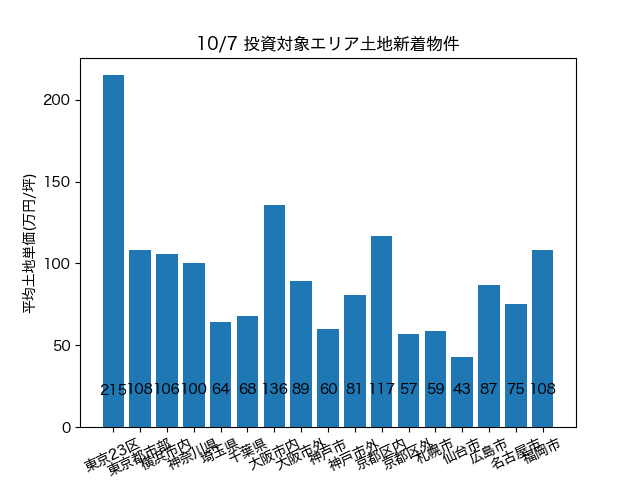 10/7 投資対象エリア土地新着物件
平均土地単価(万円/坪)
200
150
100
50
0
215 108 106 100 64 68 136 89 60 81 117 57 59 43 87 75 108
東京23区
東京都市部
横浜市内
神奈川県
埼玉県
千葉県
大阪市内
大阪市外
神戸市
神戸市外
京都区内
京都区外
札幌市
仙台市
広島市
名古屋市
福岡市